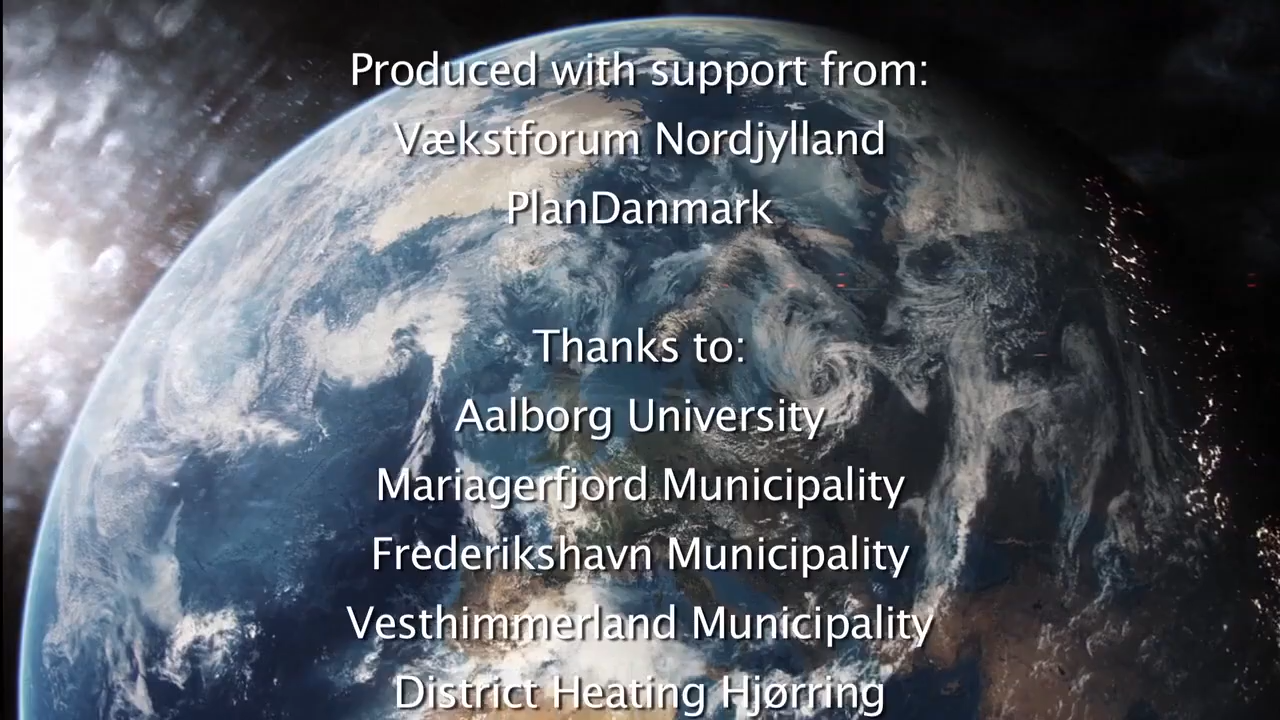 Produced with support from:
Vækstforum Nordjylland
PlanDanmark
Thanks to:
Aalborg University
Mariagerfjord Municipality
Frederikshavn Municipality
Vesthimmerland Municipality
District Heating Hjørring